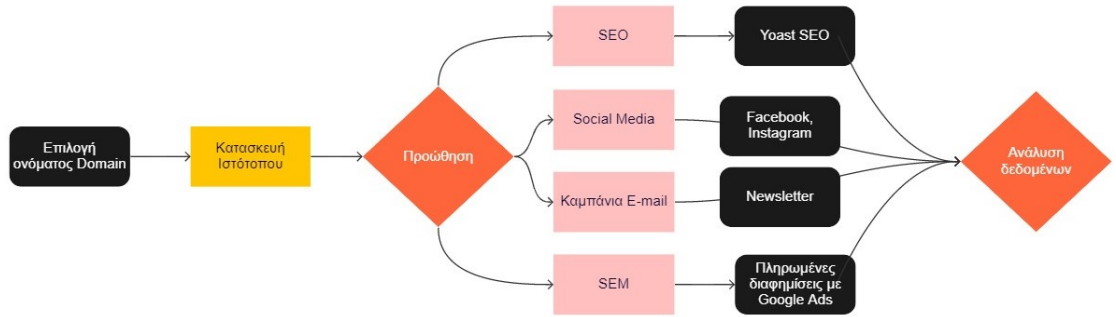 Επιλογή
ονόματος Domain
Κατασκευή
Ιστότοπου
Προώθηση
SEO
Yoast SEO
Social Media
Facebook,
Instagram
Καμπάνια E-mail
Newsletter
SEM
Πληρωμένες
διαφημίσεις με
Google Ads
Ανάλυση
δεδομένων